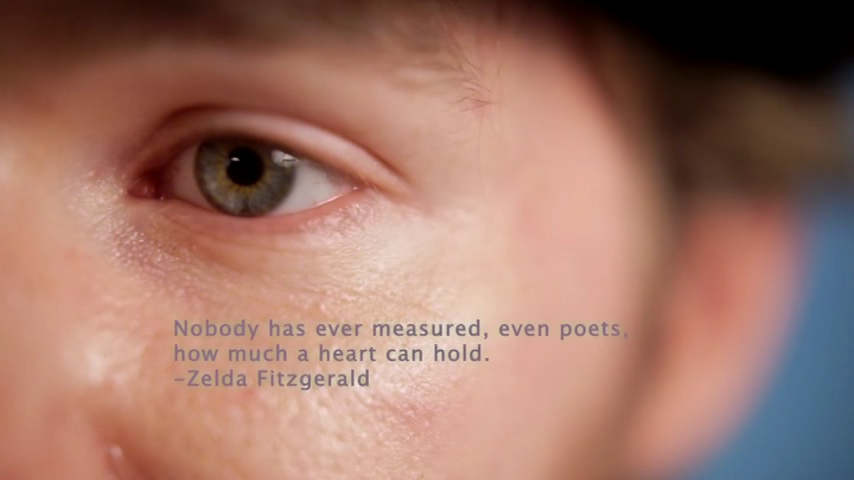 Nobody has ever measured, even poets,
how much a heart can hold.
-Zelda Fitzgerald